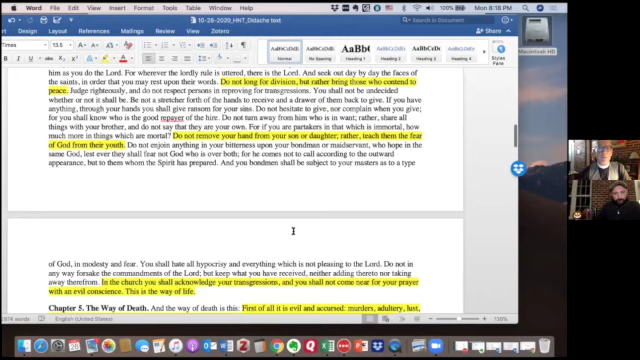 Word File Edit View Insert Format Tools Table Window Help
100%
Mon 8:18 PM
10-28-2020_HNT_Didache text
Zotero
Insert
Draw
Design
Layout
References
Mailings
Review
View
Times
13.5
AaBbCcDdEe
AaBbCcDdEe
AaBbC
AaBbCcDdEe
Normal
No Spacing
Heading 1
Styles
Pane
Macintosh HD
him as you do the Lord. For wherever the lordly rule is uttered, there is the Lord. And seek out day by day the faces of
the saints, in order that you may rest upon their words. Do not long for division, but rather bring those who contend to
peace. Judge righteously, and do not respect persons in reproving for transgressions. You shall not be undecided
whether or not it shall be. Be not a stretcher forth of the hands to receive and a drawer of them back to give. If you have
anything, through your hands you shall give ransom for your sins. Do not hesitate to give, nor complain when you give;
for you shall know who is the good repayer of the hire. Do not turn away from him who is in want; rather, share all
things with your brother, and do not say that they are your own. For if you are partakers in that which is immortal, how
much more in things which are mortal? Do not remove your hand from your son or daughter; rather, teach them the fear
of God from their youth. Do not enjoin anything in your bitterness upon your bondman or maidservant, who hope in the
same God, lest ever they shall fear not God who is over both; for he comes not to call according to the outward
appearance, but to them whom the Spirit has prepared. And you bondmen shall be subject to your masters as to a type
of God, in modesty and fear. You shall hate all hypocrisy and everything which is not pleasing to the Lord. Do not in
any way forsake the commandments of the Lord; but keep what you have received, neither adding thereto nor taking
away therefrom. In the church you shall acknowledge your transgressions, and you shall not come near for your prayer
with an evil conscience. This is the way of life.
Chapter 5. The Way of Death. And the way of death is this: First of all it is evil and accursed: murders, adultery, lust,
English (United States)
Focus
130%